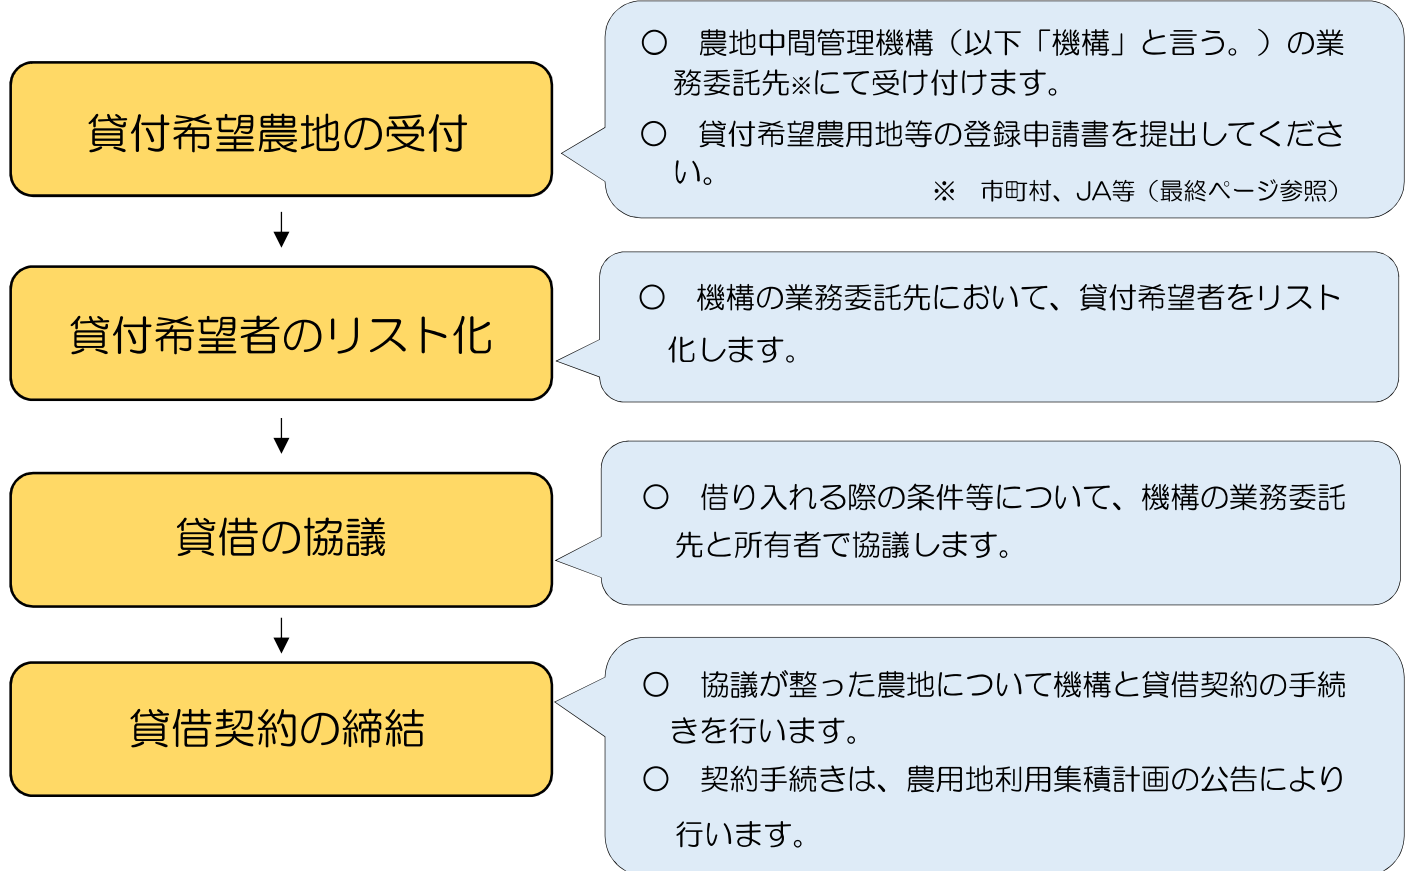 貸付希望農地の受付
○　農地中間管理機構（以下「機構」と言う。）の業
務委託先※にて受け付けます。
○　貸付希望農用地等の登録申請書を提出してくださ
い。
※　市町村、JA等（最終ページ参照）
貸付希望者のリスト化
○　機構の業務委託先において、貸付希望者をリスト
化します。
貸借の協議
○　借り入れる際の条件等について、機構の業務委託
先と所有者で協議します。
貸借契約の締結
○　協議が整った農地について機構と貸借契約の手続
きを行います。
○　契約手続きは、農用地利用集積計画の公告により
行います。